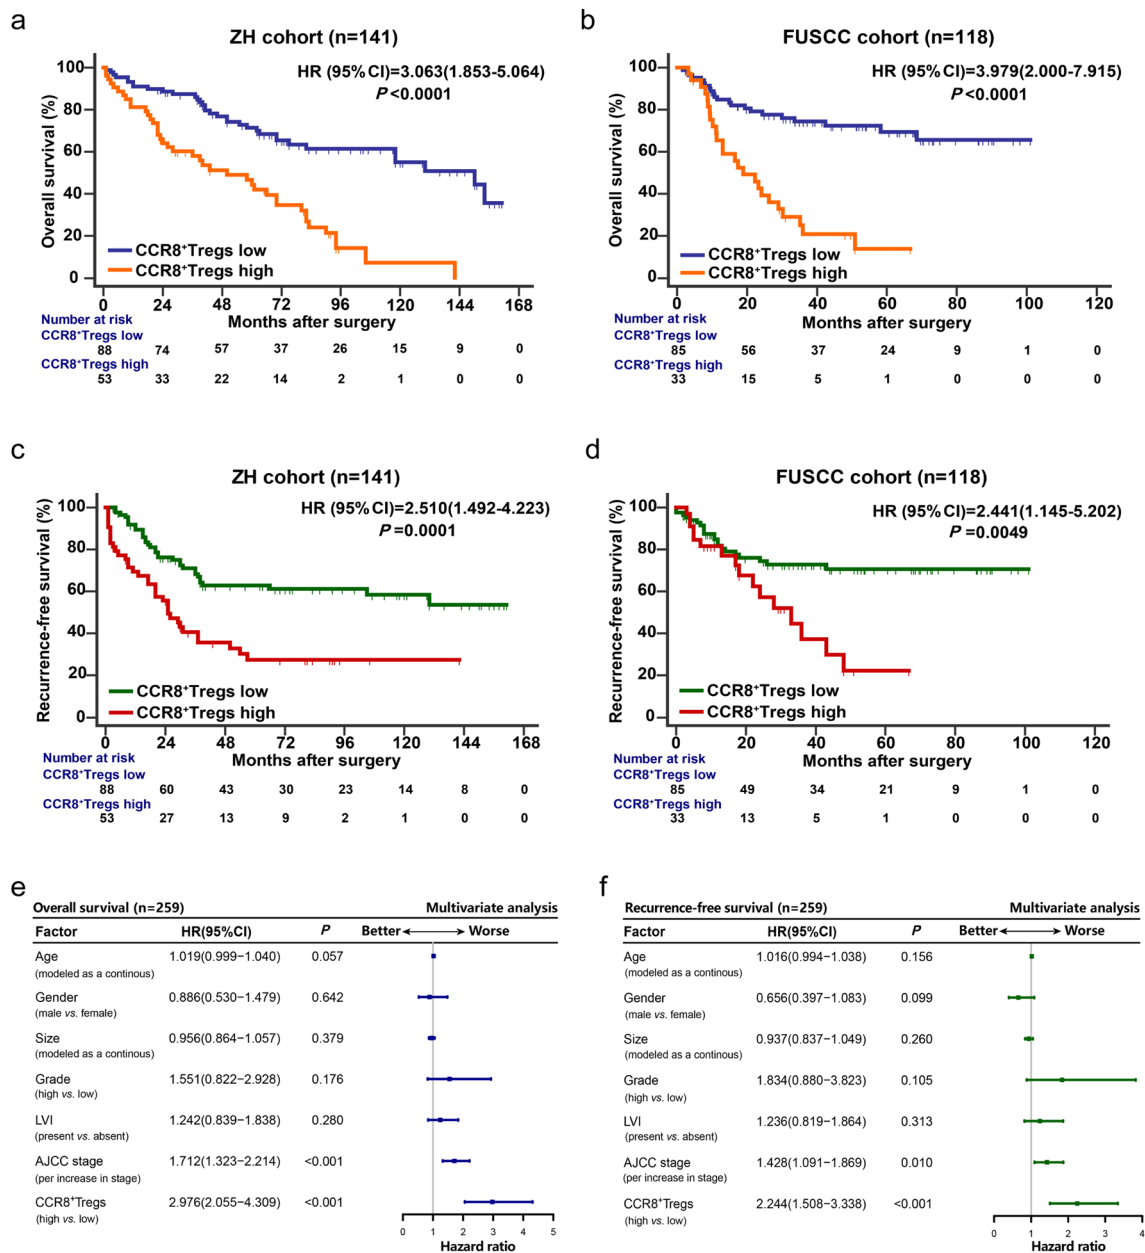 a
ZH cohort (n=141)
HR (95%CI)=3.063(1.853-5.064)
P <0.0001
Overall survival (%)
100
80
60
40
20
0
CCR8+Tregs low
CCR8+Tregs high
0 24 48 72 96 120 144 168
Months after surgery
Number at risk
CCR8+Tregs low
88 74 57 37 26 15 9 0
CCR8+Tregs high
53 33 22 14 2 1 0 0
b
FUSCC cohort (n=118)
HR (95%CI)=3.979(2.000-7.915)
P <0.0001
Overall survival (%)
100
80
60
40
20
0
CCR8+Tregs low
CCR8+Tregs high
0 20 40 60 80 100 120
Months after surgery
Number at risk
CCR8+Tregs low
85 56 37 24 9 1 0
CCR8+Tregs high
33 15 5 1 0 0 0
c
ZH cohort (n=141)
HR (95%CI)=2.510(1.492-4.223)
P =0.0001
Recurrence-free survival (%)
100
80
60
40
20
0
CCR8+Tregs low
CCR8+Tregs high
0 24 48 72 96 120 144 168
Months after surgery
Number at risk
CCR8+Tregs low
88 60 43 30 23 14 8 0
CCR8+Tregs high
53 27 13 9 2 1 0 0
d
FUSCC cohort (n=118)
HR (95%CI)=2.441(1.145-5.202)
P =0.0049
Recurrence-free survival (%)
100
80
60
40
20
0
CCR8+Tregs low
CCR8+Tregs high
0 20 40 60 80 100 120
Months after surgery
Number at risk
CCR8+Tregs low
85 49 34 21 9 1 0
CCR8+Tregs high
33 13 5 1 0 0 0
e
Overall survival (n=259) Multivariate analysis
Factor HR(95%CI) P Better Worse
Age 1.019(0.999−1.040) 0.057
(modeled as a continous)
Gender 0.886(0.530−1.479) 0.642
(male vs. female)
Size 0.956(0.864−1.057) 0.379
(modeled as a continous)
Grade 1.551(0.822−2.928) 0.176
(high vs. low)
LVI 1.242(0.839−1.838) 0.280
(present vs. absent)
AJCC stage 1.712(1.323−2.214) <0.001
(per increase in stage)
CCR8+Tregs 2.976(2.055−4.309) <0.001
(high vs. low)
0 1 2 3 4 5
Hazard ratio
f
Recurrence-free survival (n=259) Multivariate analysis
Factor HR(95%CI) P Better Worse
Age 1.016(0.994−1.038) 0.156
(modeled as a continous)
Gender 0.656(0.397−1.083) 0.099
(male vs. female)
Size 0.937(0.837−1.049) 0.260
(modeled as a continous)
Grade 1.834(0.880−3.823) 0.105
(high vs. low)
LVI 1.236(0.819−1.864) 0.313
(present vs. absent)
AJCC stage 1.428(1.091−1.869) 0.010
(per increase in stage)
CCR8+Tregs 2.244(1.508−3.338) <0.001
(high vs. low)
0 1 2 3 4
Hazard ratio